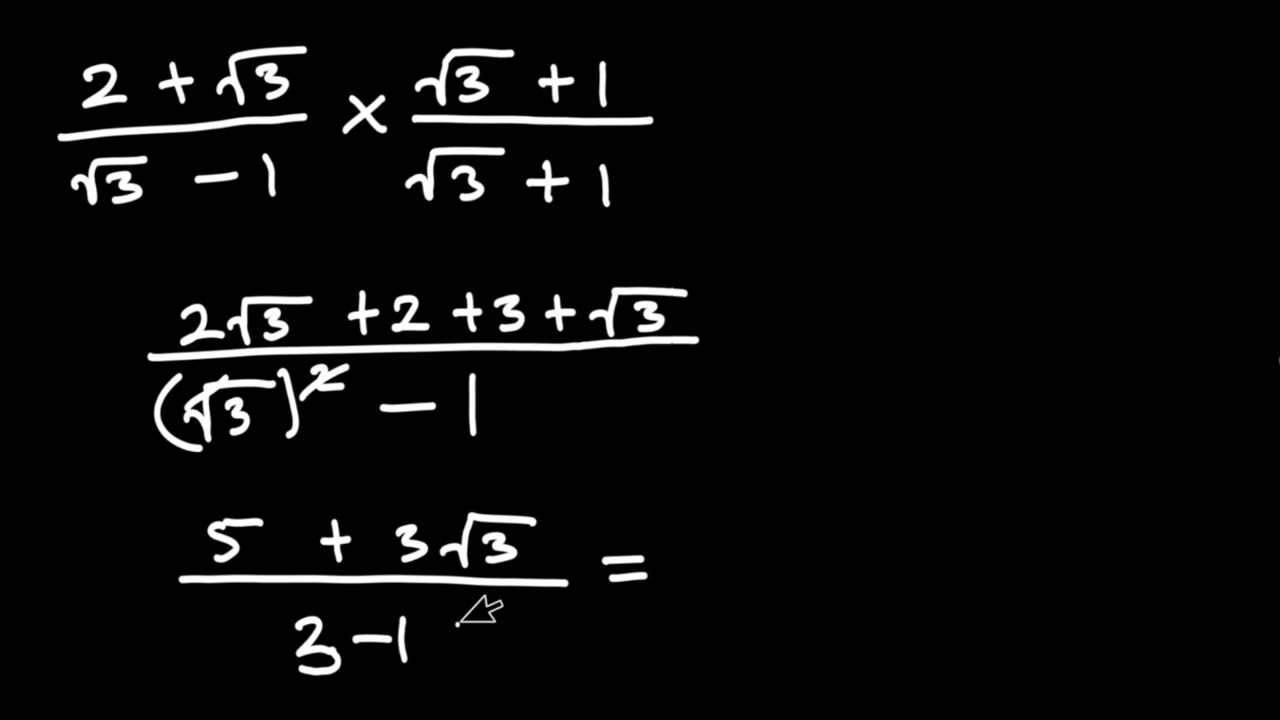 2 + √3 √3 + 1
×
√3 - 1 √3 + 1
2√3 + 2 + 3 + √3
(√3)² - 1
5 + 3√3 =
3 - 1